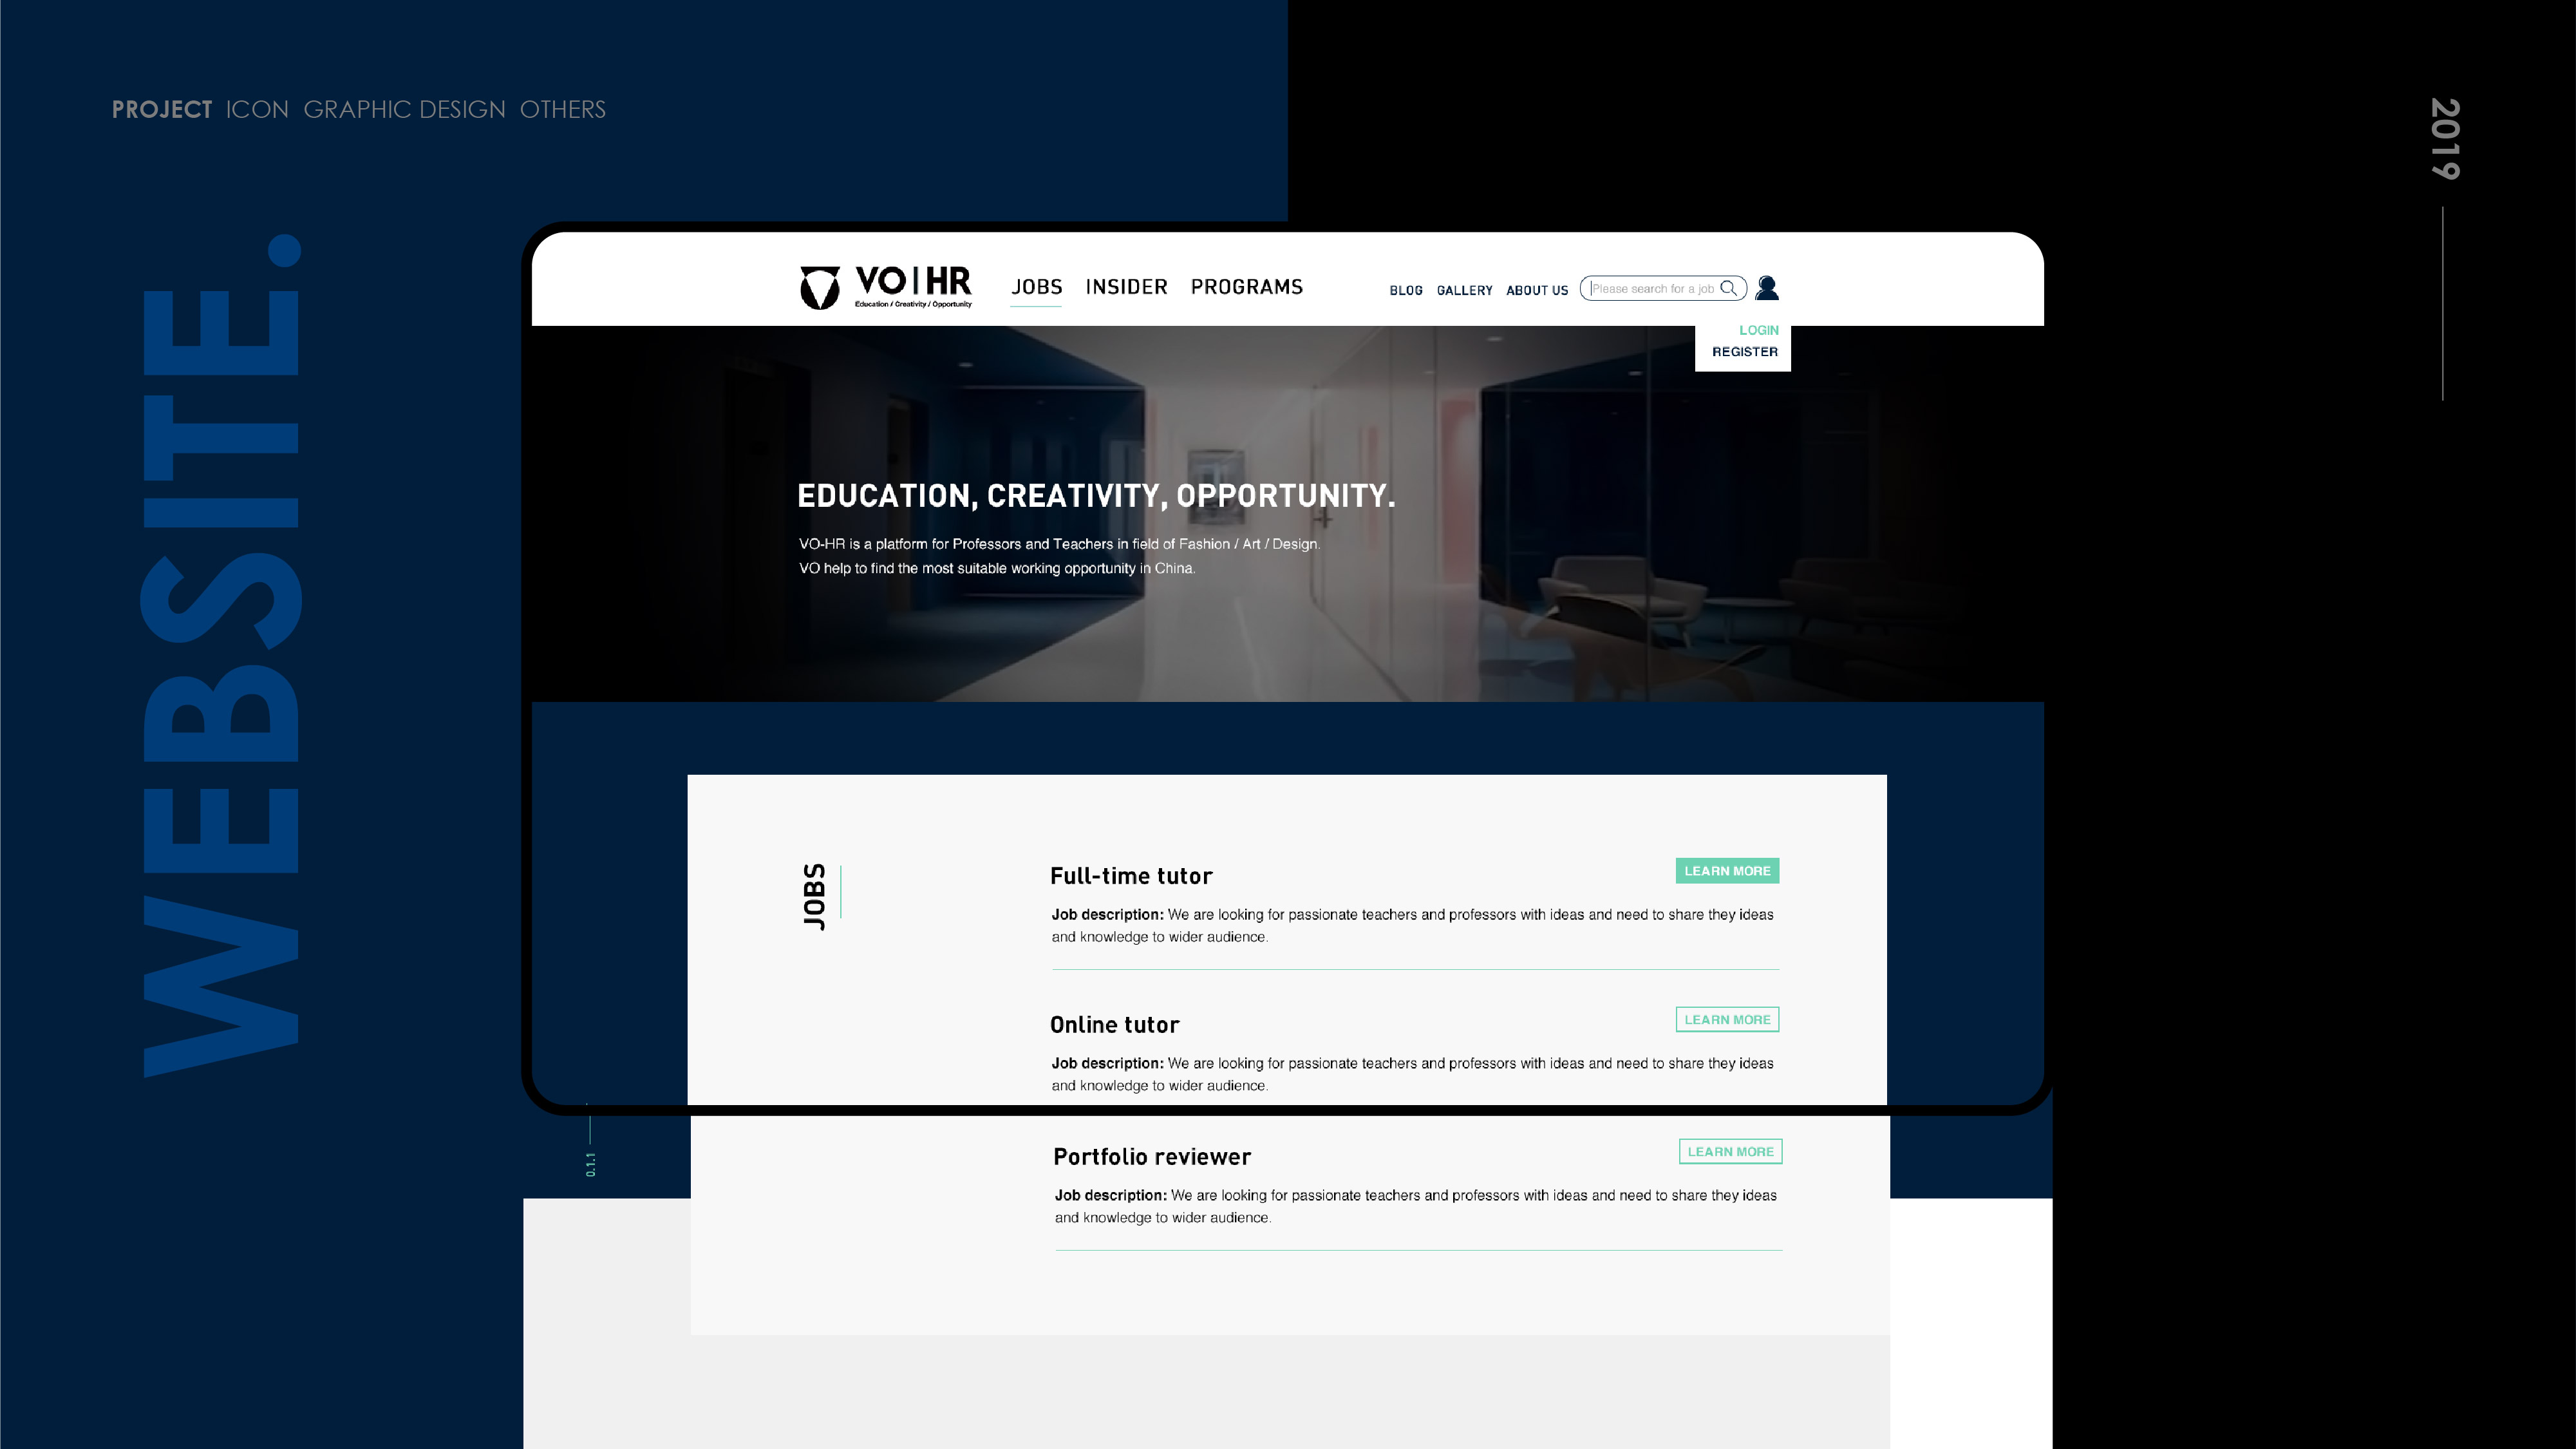 PROJECT ICON GRAPHIC DESIGN OTHERS
2019
WEBSITE.
VO|HR
Education / Creativity / Opportunity
JOBS INSIDER PROGRAMS
BLOG GALLERY ABOUT US
Please search for a job
LOGIN
REGISTER
EDUCATION, CREATIVITY, OPPORTUNITY.
VO-HR is a platform for Professors and Teachers in field of Fashion / Art / Design.
VO help to find the most suitable working opportunity in China.
JOBS
Full-time tutor
LEARN MORE
Job description: We are looking for passionate teachers and professors with ideas and need to share they ideas
and knowledge to wider audience.
Online tutor
LEARN MORE
Job description: We are looking for passionate teachers and professors with ideas and need to share they ideas
and knowledge to wider audience.
0.1.1
Portfolio reviewer
LEARN MORE
Job description: We are looking for passionate teachers and professors with ideas and need to share they ideas
and knowledge to wider audience.